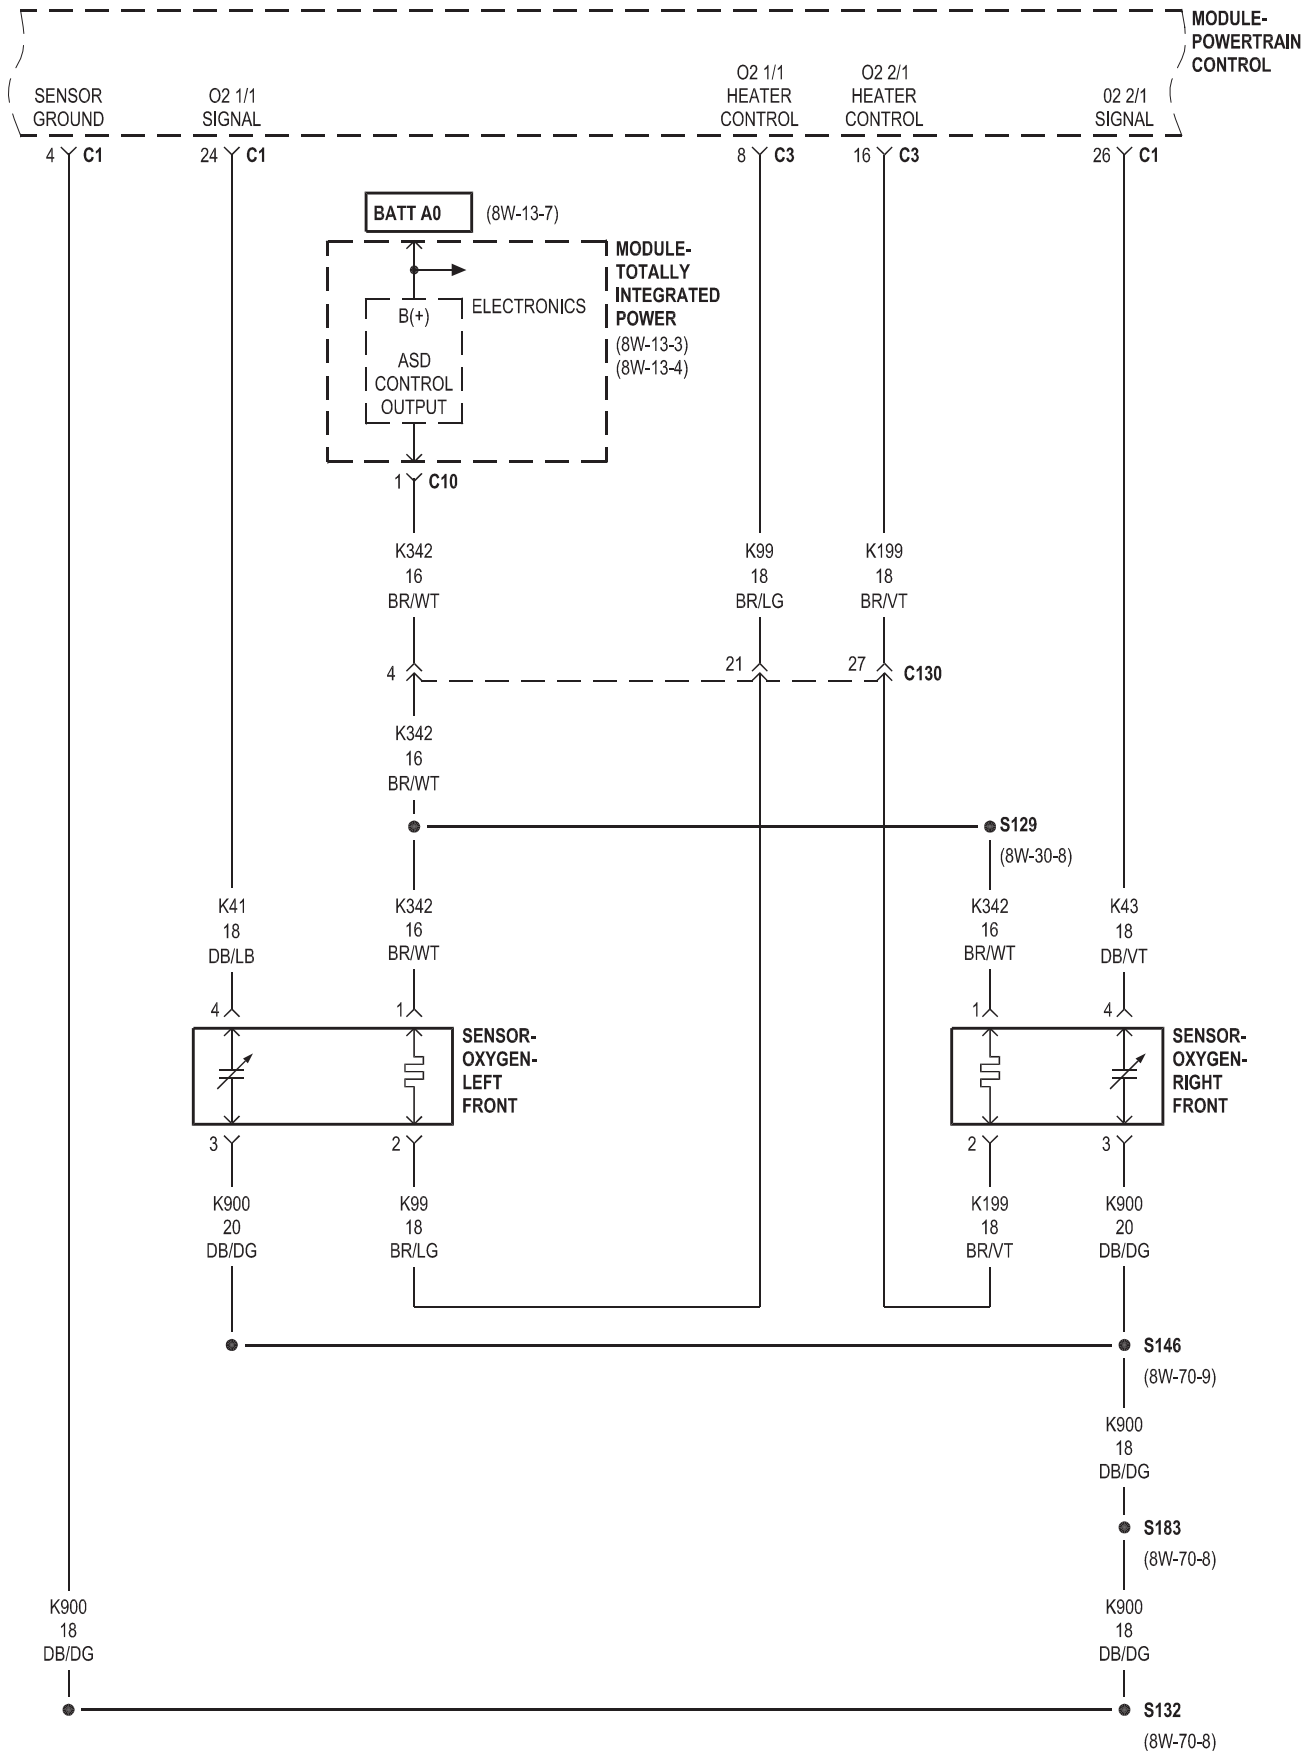 MODULE-
POWERTRAIN
CONTROL
SENSOR
GROUND
O2 1/1
SIGNAL
O2 1/1
HEATER
CONTROL
O2 2/1
HEATER
CONTROL
02 2/1
SIGNAL
4 C1
24 C1
8 C3
16 C3
26 C1
BATT A0 (8W-13-7)
MODULE-
TOTALLY
INTEGRATED
POWER
(8W-13-3)
(8W-13-4)
ELECTRONICS
B(+)
ASD
CONTROL
OUTPUT
1 C10
K342
16
BR/WT
K99
18
BR/LG
K199
18
BR/VT
4
21
27
C130
K342
16
BR/WT
S129
(8W-30-8)
K41
18
DB/LB
K342
16
BR/WT
K342
16
BR/WT
K43
18
DB/VT
4
1
1
4
SENSOR-
OXYGEN-
LEFT
FRONT
SENSOR-
OXYGEN-
RIGHT
FRONT
3
2
2
3
K900
20
DB/DG
K99
18
BR/LG
K199
18
BR/VT
K900
20
DB/DG
S146
(8W-70-9)
K900
18
DB/DG
S183
(8W-70-8)
K900
18
DB/DG
K900
18
DB/DG
S132
(8W-70-8)